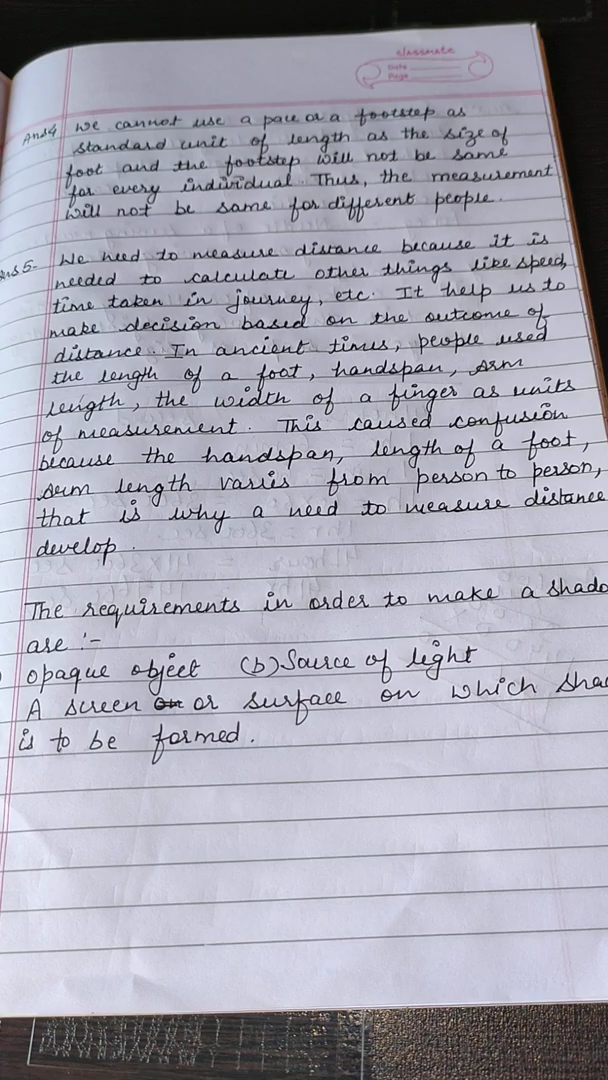 classmate
Date
Page
Ans4 We cannot use a pace or a footstep as
standard unit of length as the size of
foot and the footstep will not be same
for every individual. Thus, the measurement
will not be same for different people.
Ans 5- We need to measure distance because it is
needed to calculate other things like speed,
time taken in journey, etc. It help us to
make decision based on the outcome of
distance. In ancient times, people used
the length of a foot, handspan, arm
length, the width of a finger as units
of measurement. This caused confusion
because the handspan, length of a foot,
arm length varies from person to person,
that is why a need to measure distance
develop.
The requirements in order to make a shado
are :-
opaque object (b) Source of light
A screen or or surface on which sha
is to be formed.